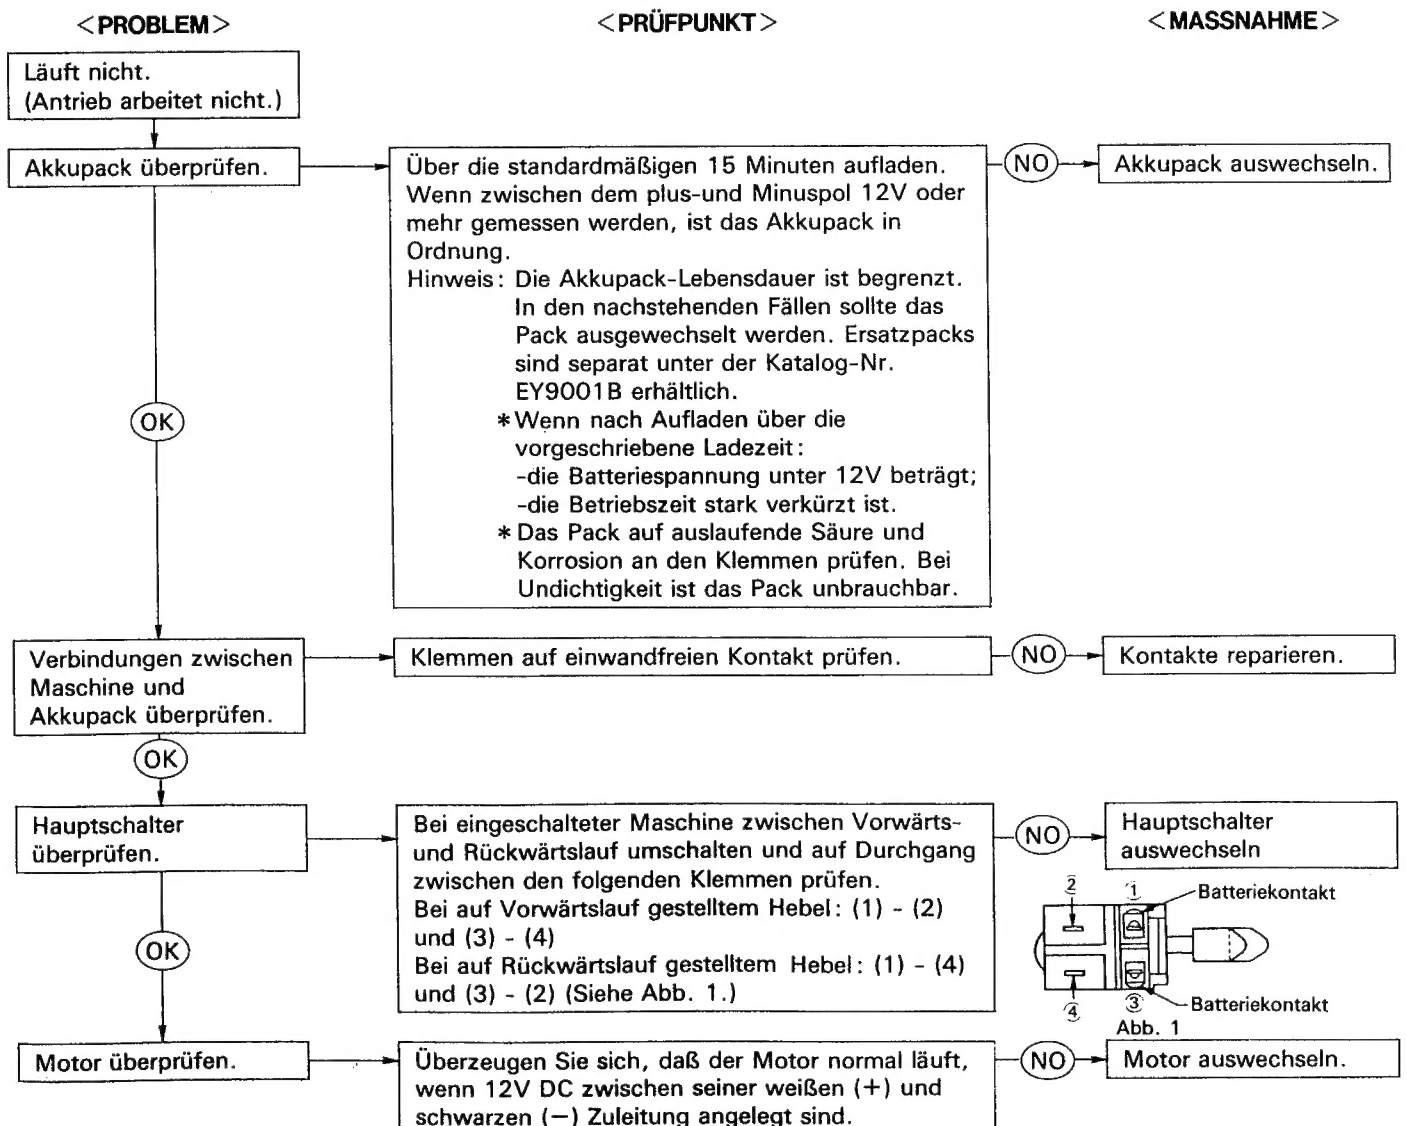 <PROBLEM>
<PRÜFPUNKT>
<MASSNAHME>
Läuft nicht.
(Antrieb arbeitet nicht.)
Akkupack überprüfen.
Über die standardmäßigen 15 Minuten aufladen.
Wenn zwischen dem plus-und Minuspol 12V oder
mehr gemessen werden, ist das Akkupack in
Ordnung.
Hinweis: Die Akkupack-Lebensdauer ist begrenzt.
In den nachstehenden Fällen sollte das
Pack ausgewechselt werden. Ersatzpacks
sind separat unter der Katalog-Nr.
EY9001B erhältlich.
*Wenn nach Aufladen über die
vorgeschriebene Ladezeit:
-die Batteriespannung unter 12V beträgt;
-die Betriebszeit stark verkürzt ist.
*Das Pack auf auslaufende Säure und
Korrosion an den Klemmen prüfen. Bei
Undichtigkeit ist das Pack unbrauchbar.
NO
Akkupack auswechseln.
OK
Verbindungen zwischen
Maschine und
Akkupack überprüfen.
Klemmen auf einwandfreien Kontakt prüfen.
NO
Kontakte reparieren.
OK
Hauptschalter
überprüfen.
Bei eingeschalteter Maschine zwischen Vorwärts-
und Rückwärtslauf umschalten und auf Durchgang
zwischen den folgenden Klemmen prüfen.
Bei auf Vorwärtslauf gestelltem Hebel: (1) - (2)
und (3) - (4)
Bei auf Rückwärtslauf gestelltem Hebel: (1) - (4)
und (3) - (2) (Siehe Abb. 1.)
NO
Hauptschalter
auswechseln
② ① Batteriekontakt
④ ③ Batteriekontakt
Abb. 1
OK
Motor überprüfen.
Überzeugen Sie sich, daß der Motor normal läuft,
wenn 12V DC zwischen seiner weißen (+) und
schwarzen (−) Zuleitung angelegt sind.
NO
Motor auswechseln.